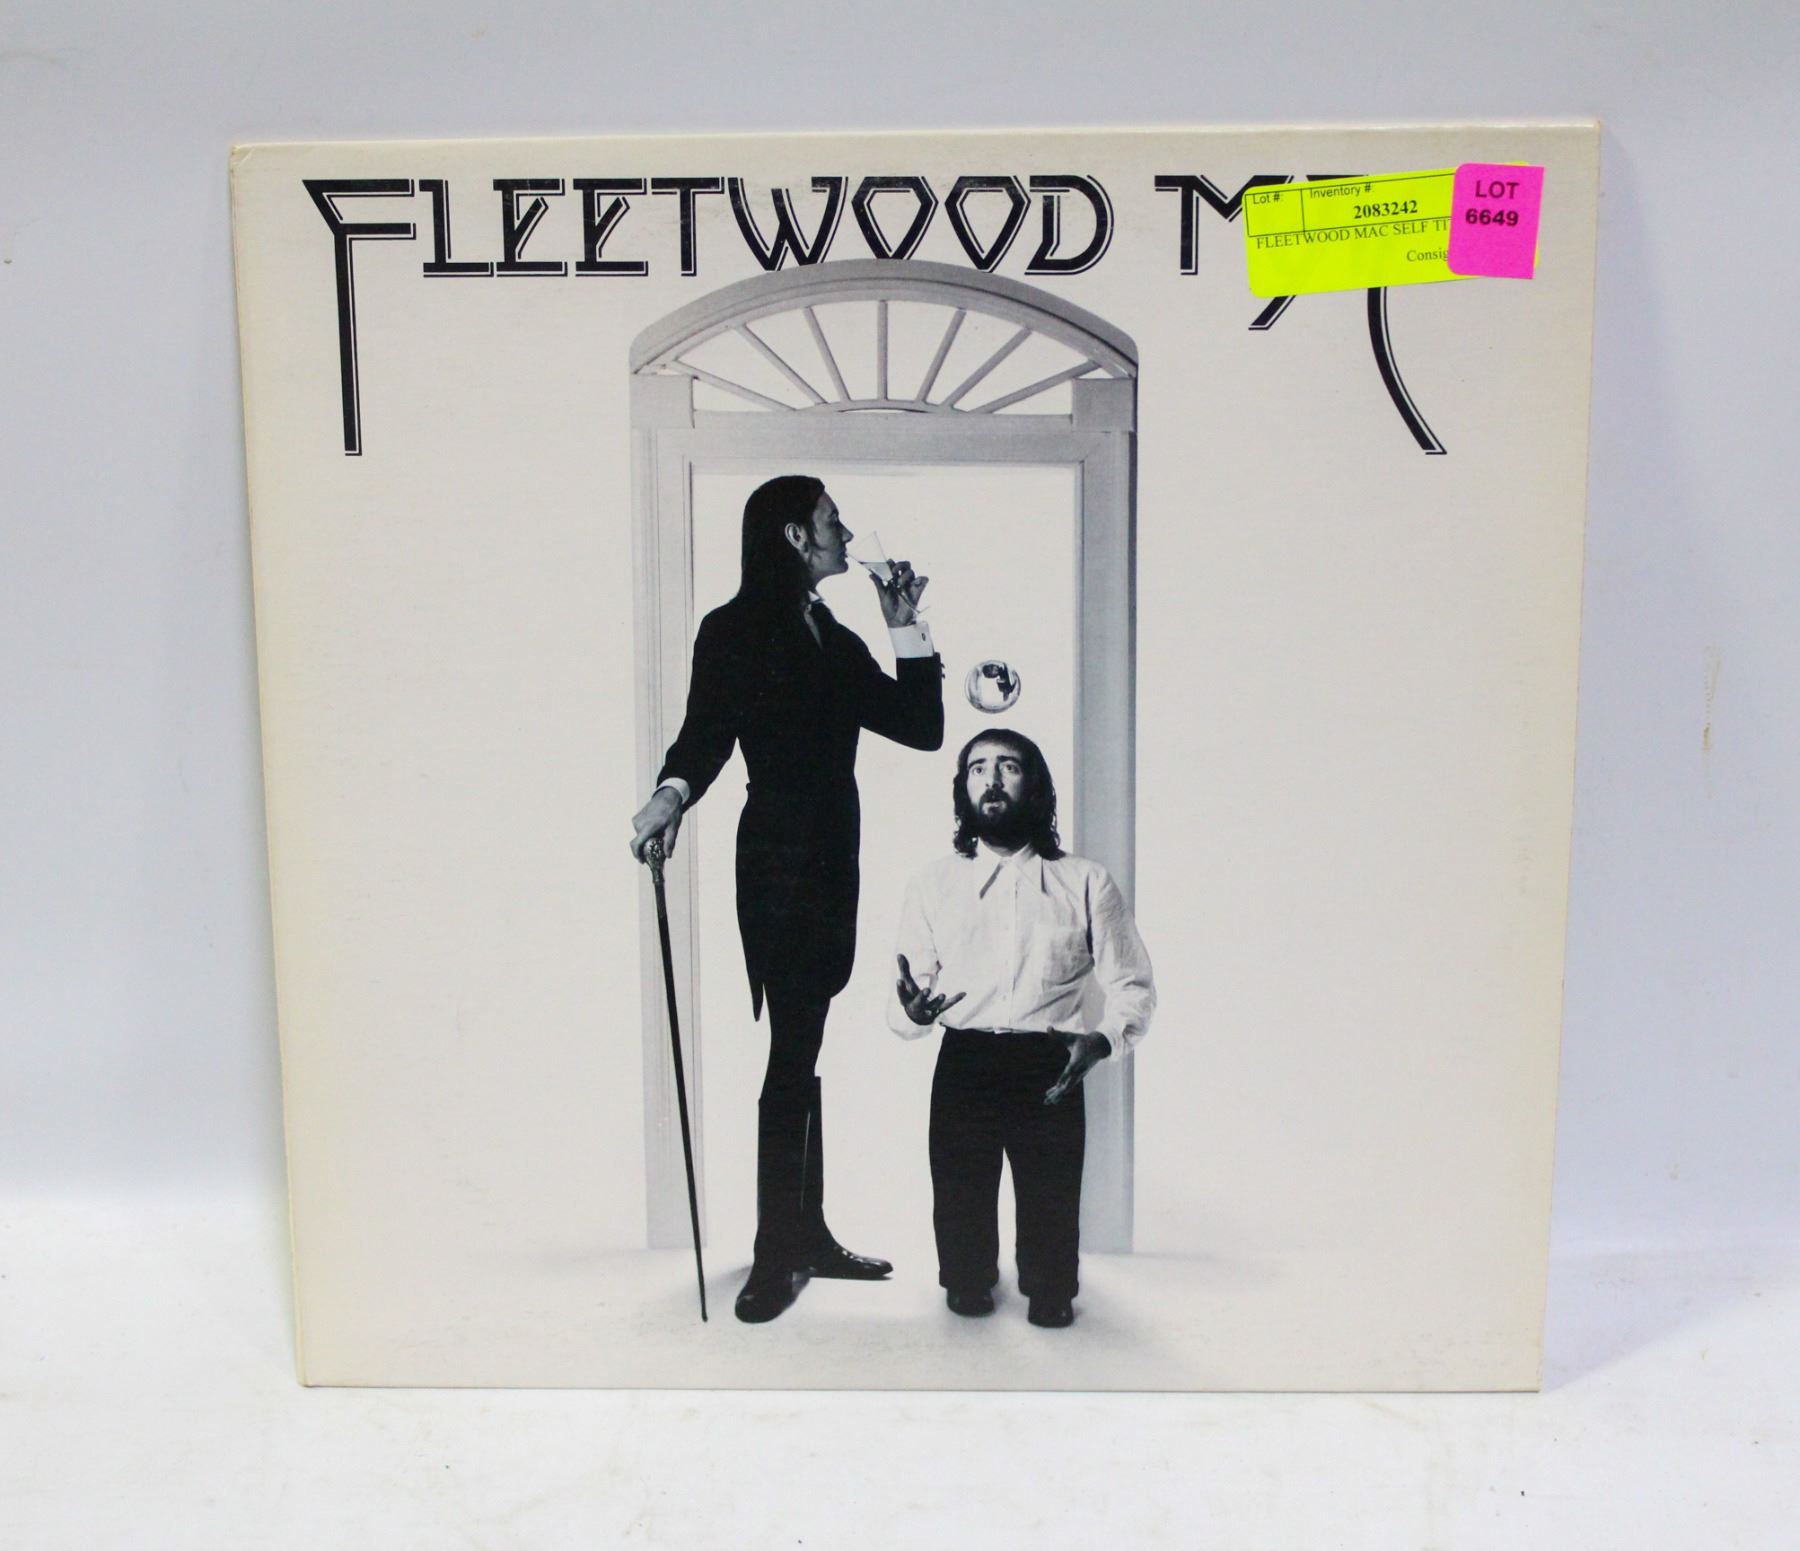 FLEETWOOD M
Lot #: Inventory #:
2083242
FLEETWOOD MAC SELF TI
Consig
LOT
6649